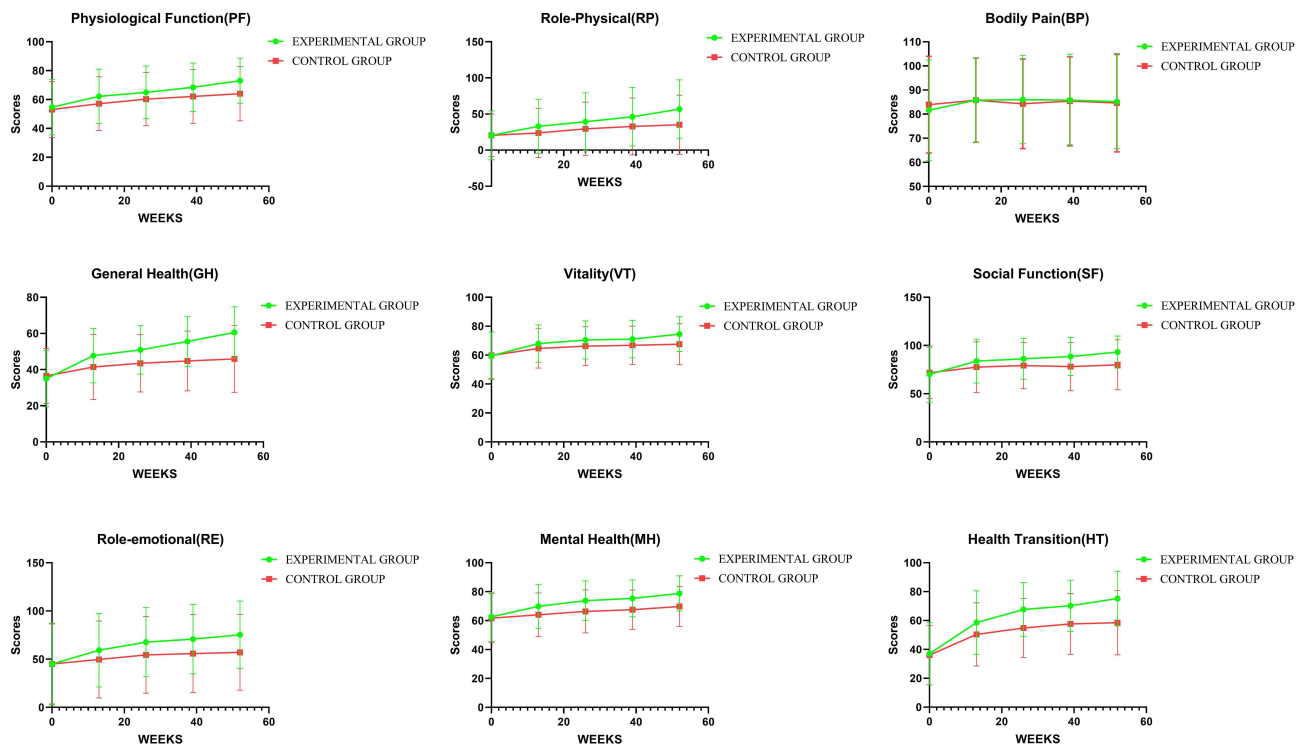 Physiological Function(PF)
100
80
60
40
20
0
0
20
40
60
Scores
WEEKS
EXPERIMENTAL GROUP
CONTROL GROUP
Role-Physical(RP)
150
100
50
0
-50
20
40
60
Scores
WEEKS
EXPERIMENTAL GROUP
CONTROL GROUP
Bodily Pain(BP)
110
100
90
80
70
60
50
0
20
40
60
Scores
WEEKS
EXPERIMENTAL GROUP
CONTROL GROUP
General Health(GH)
80
60
40
20
0
0
20
40
60
Scores
WEEKS
EXPERIMENTAL GROUP
CONTROL GROUP
Vitality(VT)
100
80
60
40
20
0
0
20
40
60
Scores
WEEKS
EXPERIMENTAL GROUP
CONTROL GROUP
Social Function(SF)
150
100
50
0
0
20
40
60
Scores
WEEKS
EXPERIMENTAL GROUP
CONTROL GROUP
Role-emotional(RE)
150
100
50
0
0
20
40
60
Scores
WEEKS
EXPERIMENTAL GROUP
CONTROL GROUP
Mental Health(MH)
100
80
60
40
20
0
0
20
40
60
Scores
WEEKS
EXPERIMENTAL GROUP
CONTROL GROUP
Health Transition(HT)
100
80
60
40
20
0
0
20
40
60
Scores
WEEKS
EXPERIMENTAL GROUP
CONTROL GROUP